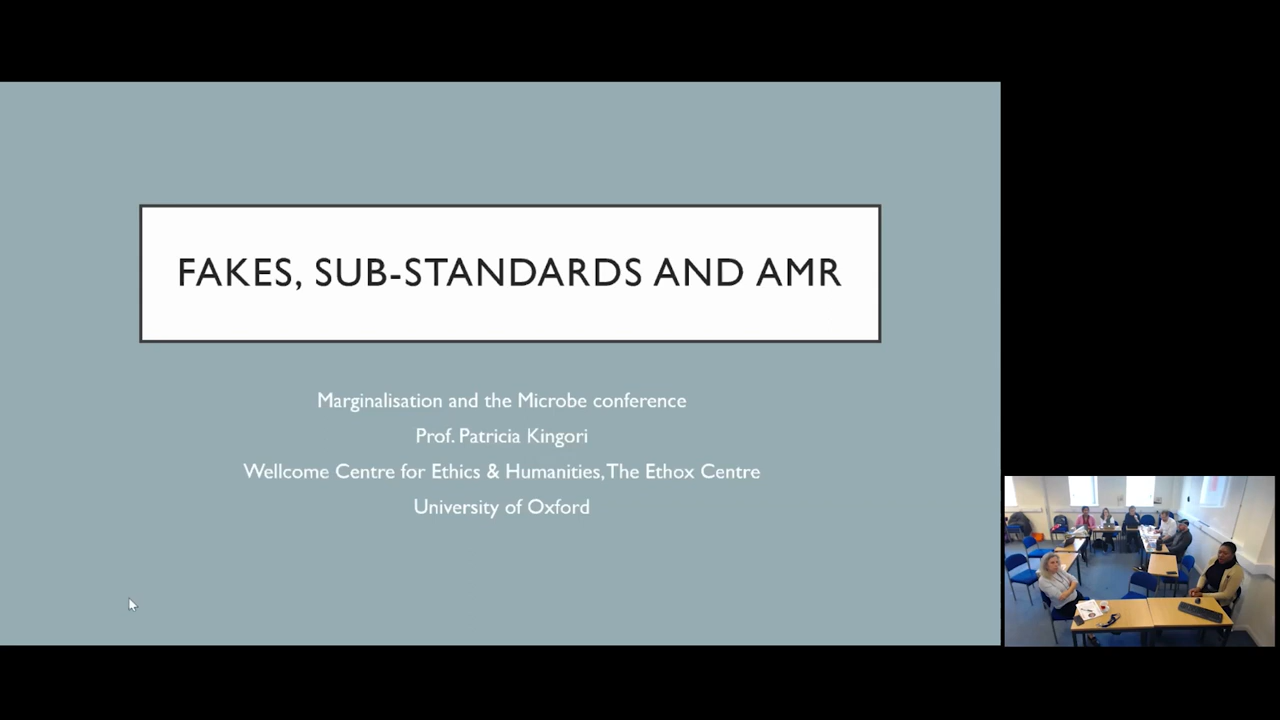 FAKES, SUB-STANDARDS AND AMR
Marginalisation and the Microbe conference
Prof. Patricia Kingori
Wellcome Centre for Ethics & Humanities, The Ethox Centre
University of Oxford